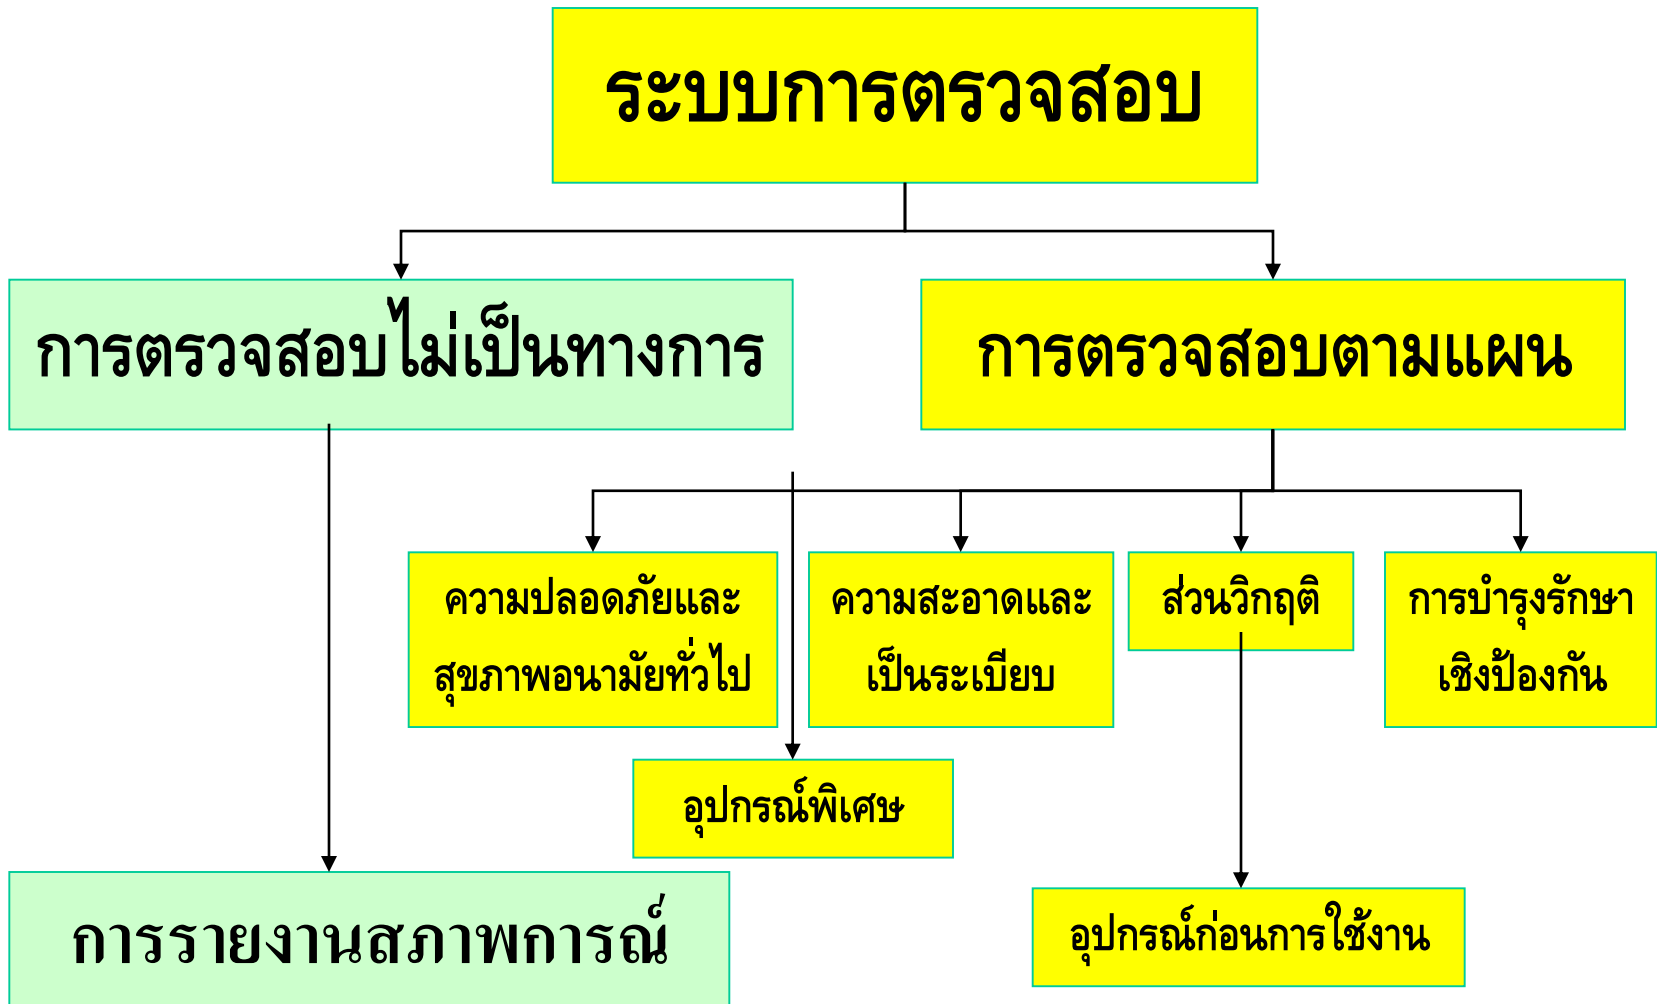 ระบบการตรวจสอบ
การตรวจสอบไม่เป็นทางการ
การตรวจสอบตามแผน
ความปลอดภัยและ
สุขภาพอนามัยทั่วไป
ความสะอาดและ
เป็นระเบียบ
ส่วนวิกฤติ
การบำรุงรักษา
เชิงป้องกัน
อุปกรณ์พิเศษ
การรายงานสภาพการณ์
อุปกรณ์ก่อนการใช้งาน